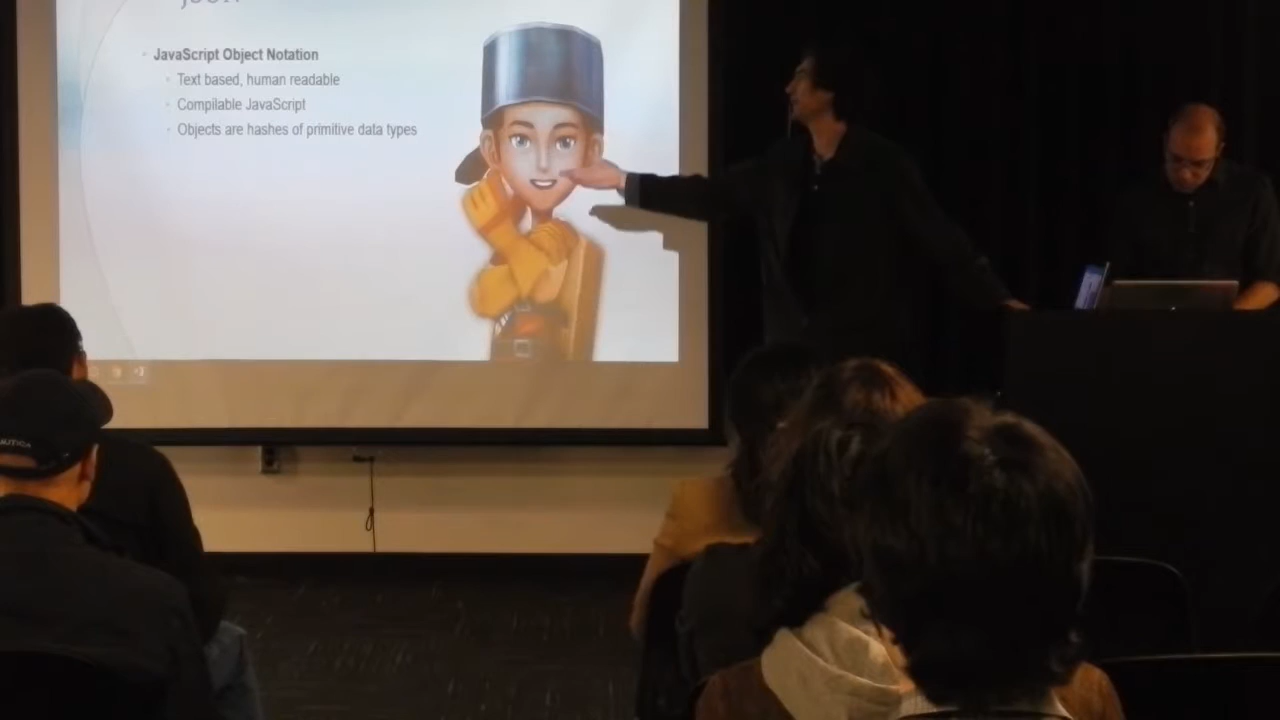 JavaScript Object Notation
Text based, human readable
Compilable JavaScript
Objects are hashes of primitive data types